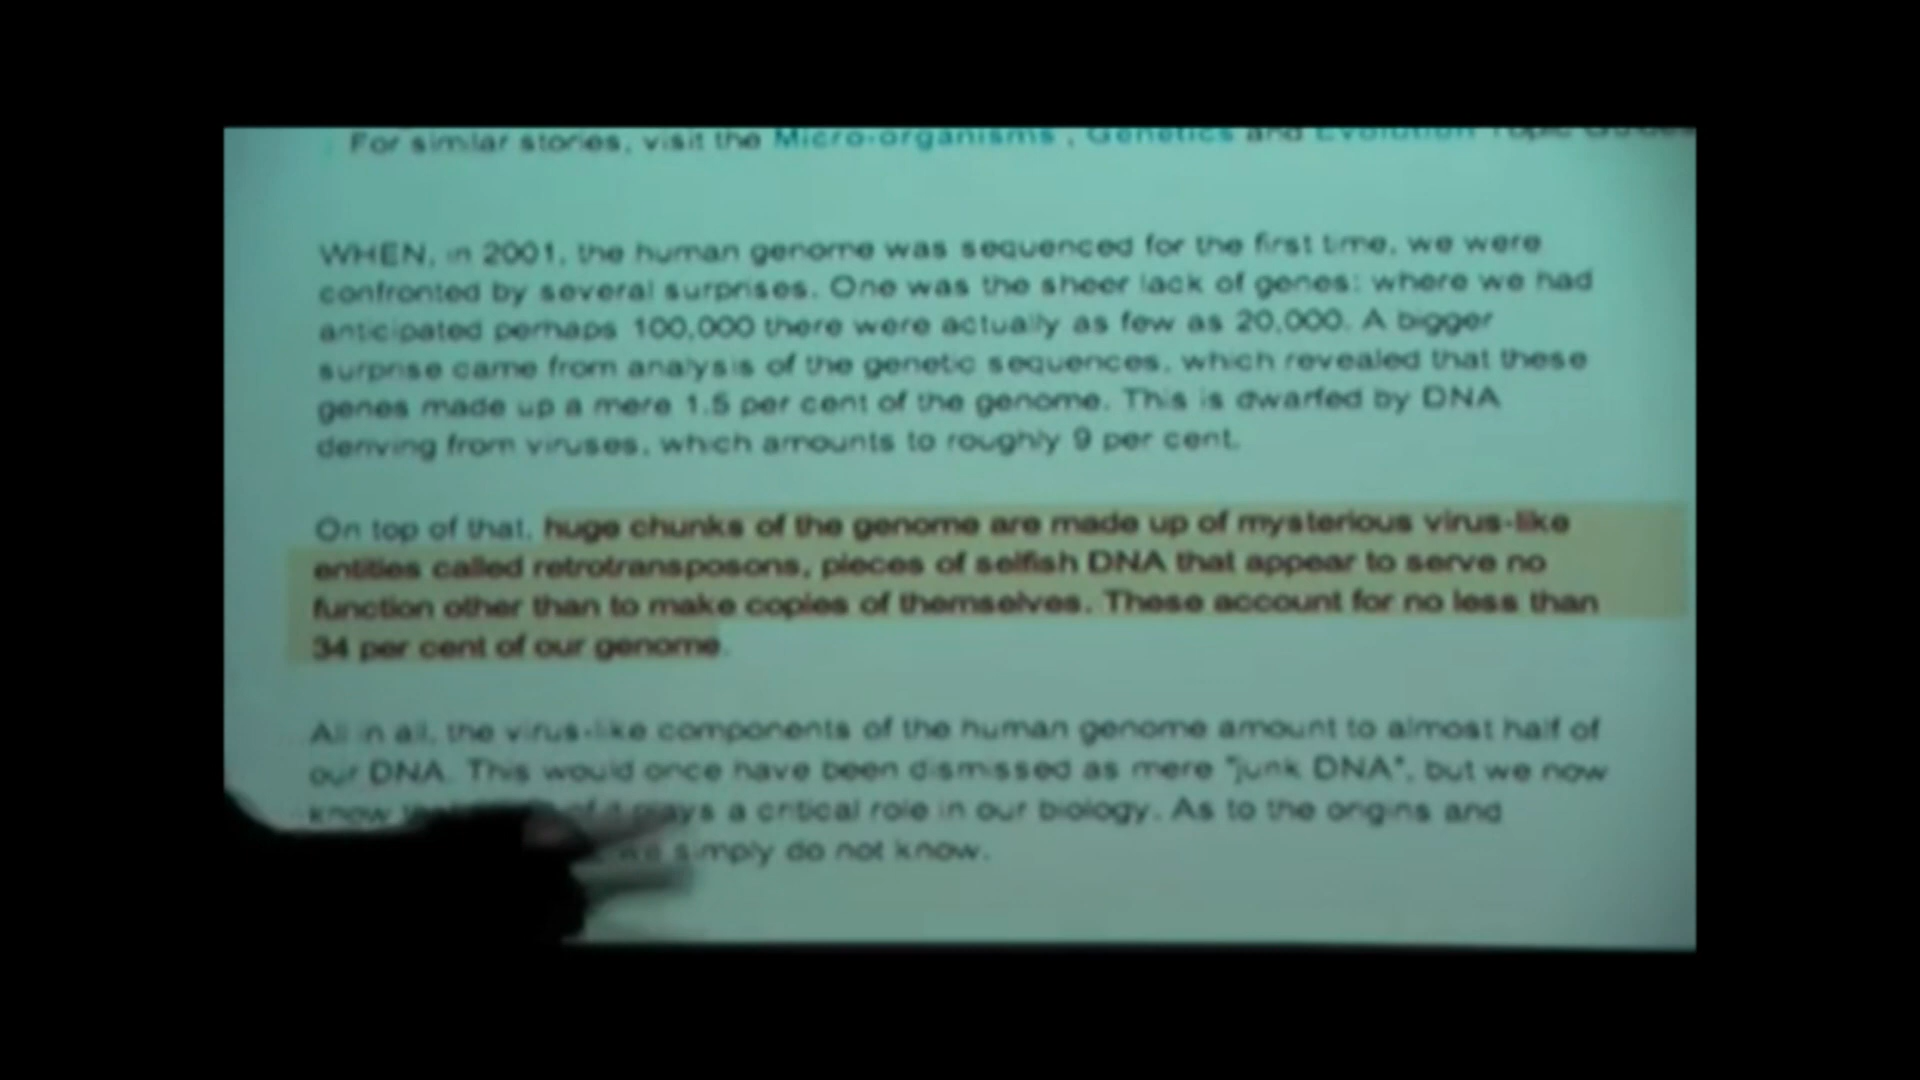 For similar stories, visit the Micro-organisms , Genetics and Evolution Topic Guides
WHEN, in 2001, the human genome was sequenced for the first time, we were
confronted by several surprises. One was the sheer lack of genes: where we had
anticipated perhaps 100,000 there were actually as few as 20,000. A bigger
surprise came from analysis of the genetic sequences, which revealed that these
genes made up a mere 1.5 per cent of the genome. This is dwarfed by DNA
deriving from viruses, which amounts to roughly 9 per cent.
On top of that, huge chunks of the genome are made up of mysterious virus-like
entities called retrotransposons, pieces of selfish DNA that appear to serve no
function other than to make copies of themselves. These account for no less than
34 per cent of our genome.
All in all, the virus-like components of the human genome amount to almost half of
our DNA. This would once have been dismissed as mere "junk DNA", but we now
know of it plays a critical role in our biology. As to the origins and
we simply do not know.